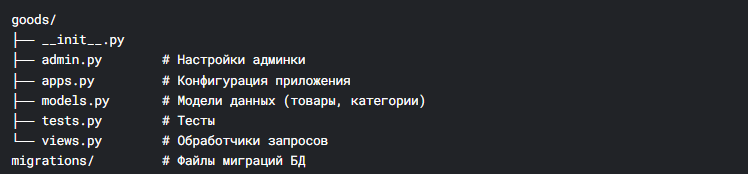 goods/
├── __init__.py
├── admin.py        # Настройки админки
├── apps.py         # Конфигурация приложения
├── models.py       # Модели данных (товары, категории)
├── tests.py        # Тесты
└── views.py        # Обработчики запросов
migrations/         # Файлы миграций БД